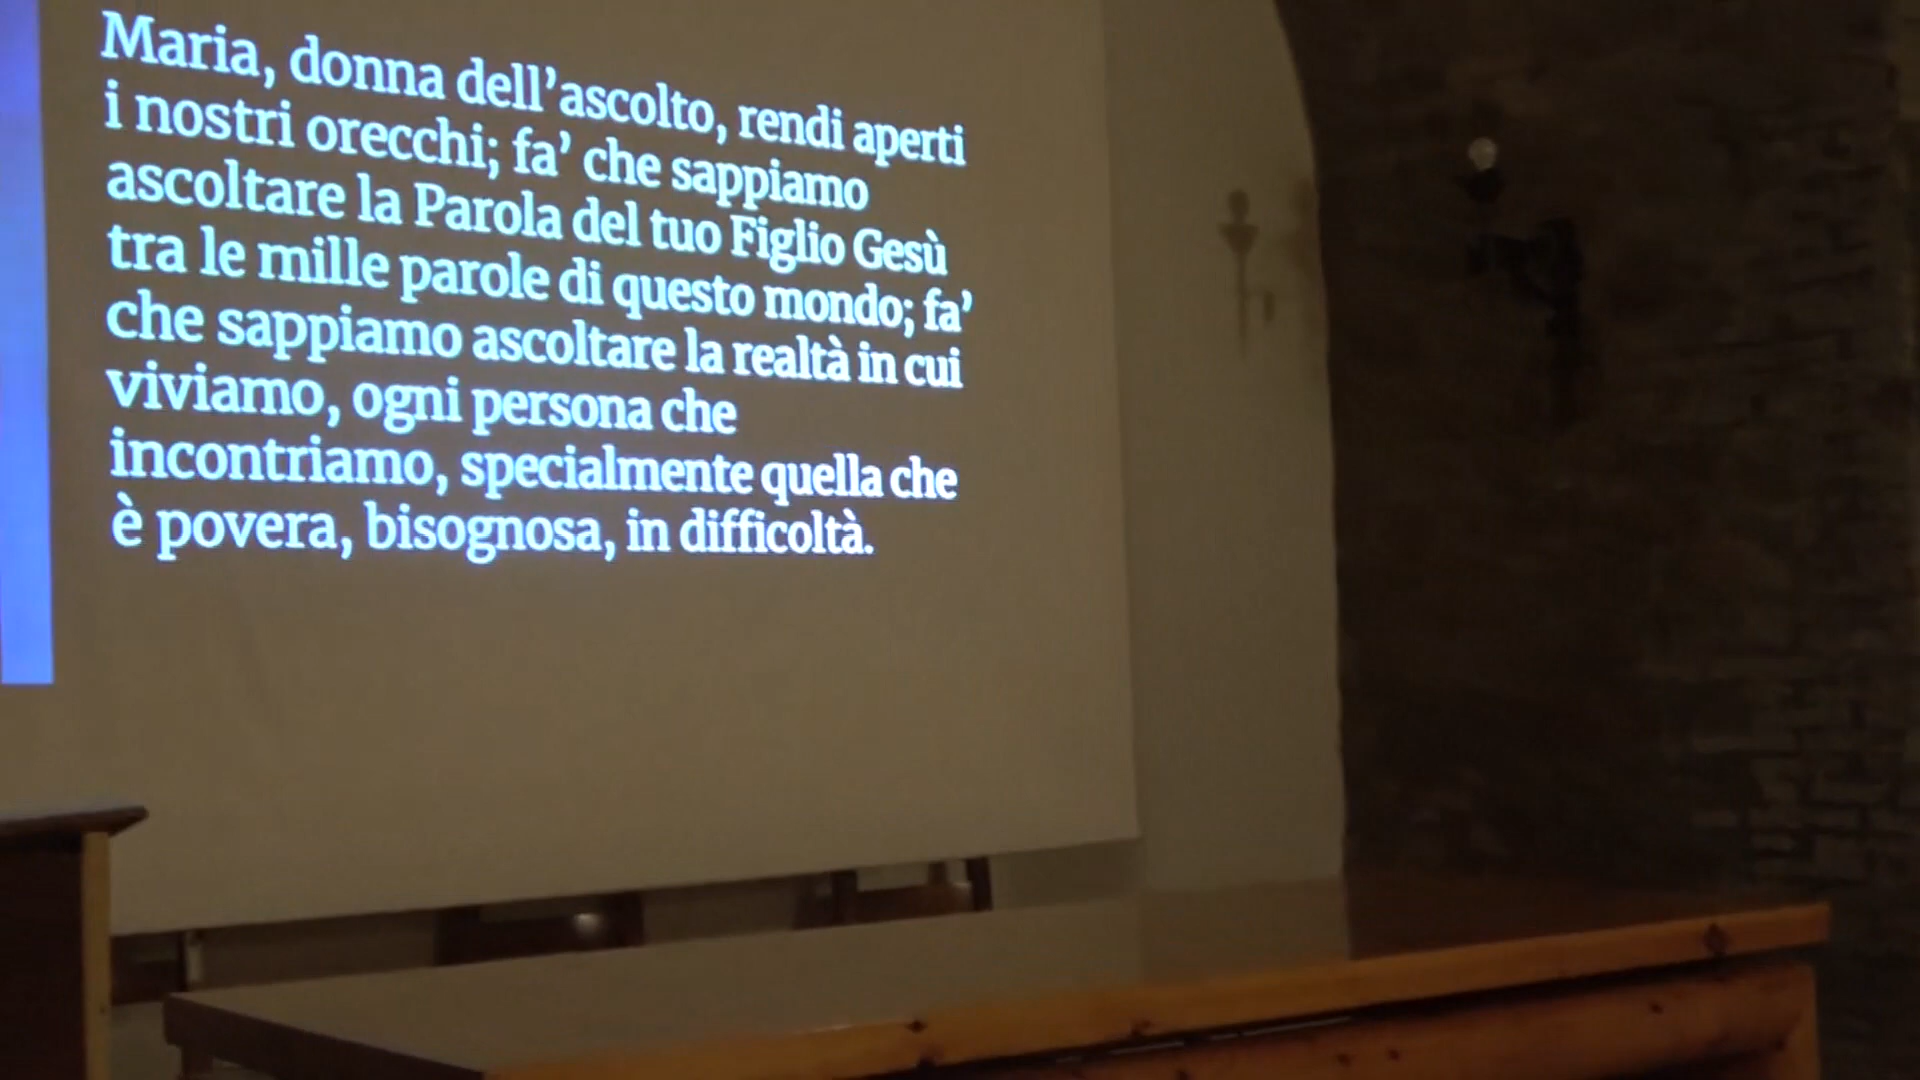 Maria, donna dell’ascolto, rendi aperti
i nostri orecchi; fa’ che sappiamo
ascoltare la Parola del tuo Figlio Gesù
tra le mille parole di questo mondo; fa’
che sappiamo ascoltare la realtà in cui
viviamo, ogni persona che
incontriamo, specialmente quella che
è povera, bisognosa, in difficoltà.